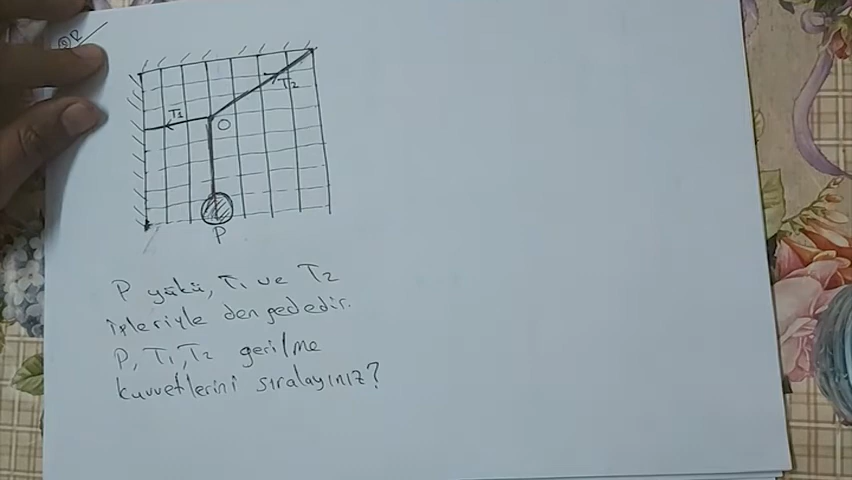 T1
T2
O
P
P yükü, T1 ve T2
ipleriyle dengededir.
P, T1, T2 gerilme
kuvvetlerini sıralayınız?